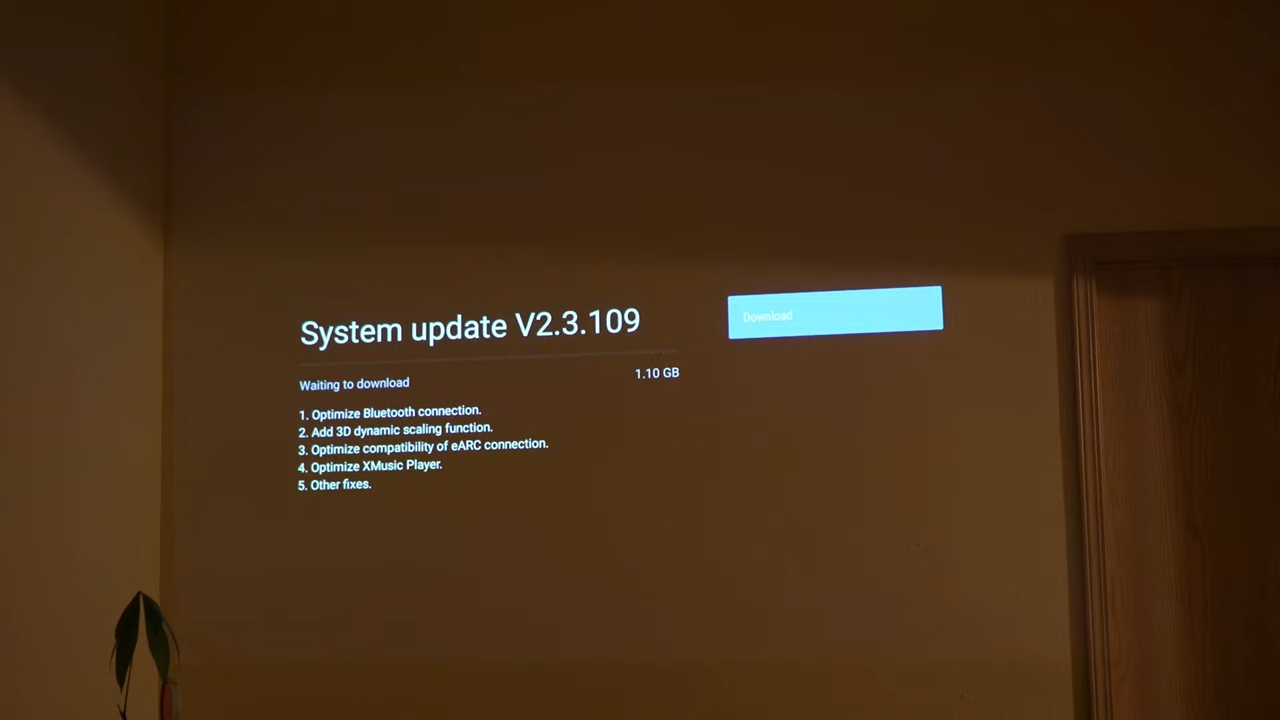 System update V2.3.109
Download
Waiting to download
1.10 GB
1. Optimize Bluetooth connection.
2. Add 3D dynamic scaling function.
3. Optimize compatibility of eARC connection.
4. Optimize XMusic Player.
5. Other fixes.